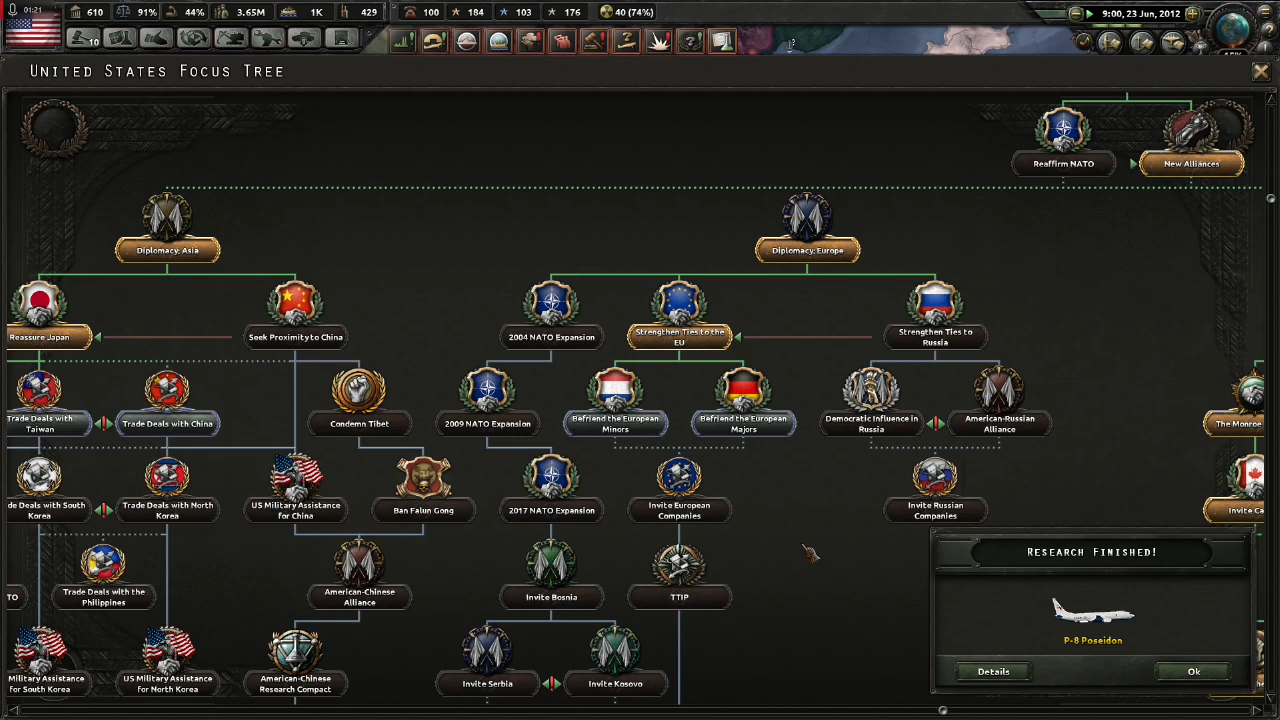 01:21
610
91%
44%
3.65M
1K
429
100
184
103
176
40 (74%)
9:00, 23 Jun, 2012
10
United States Focus Tree
Reaffirm NATO
New Alliances
Diplomacy: Asia
Diplomacy: Europe
Reassure Japan
Seek Proximity to China
2004 NATO Expansion
Strengthen Ties to the
EU
Strengthen Ties to
Russia
Trade Deals with
Taiwan
Trade Deals with China
Condemn Tibet
2009 NATO Expansion
Befriend the European
Minors
Befriend the European
Majors
Democratic Influence in
Russia
American-Russian
Alliance
The Monroe
de Deals with South
Korea
Trade Deals with North
Korea
US Military Assistance
for China
Ban Falun Gong
2017 NATO Expansion
Invite European
Companies
Invite Russian
Companies
Invite Ca
TO
Trade Deals with the
Philippines
American-Chinese
Alliance
Invite Bosnia
TTIP
Military Assistance
for South Korea
US Military Assistance
for North Korea
American-Chinese
Research Compact
Invite Serbia
Invite Kosovo
Research Finished!
P-8 Poseidon
Details
Ok